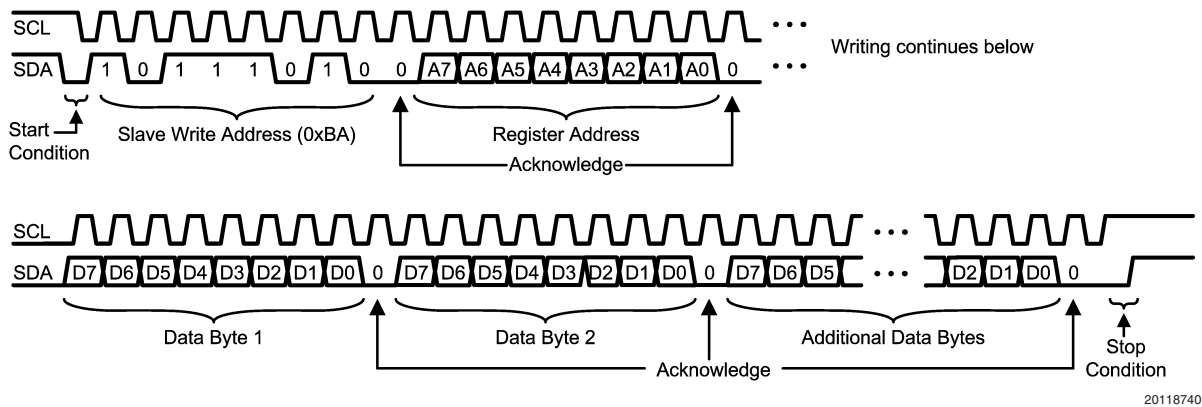 SCL
• • •
Writing continues below
SDA 1 0 1 1 1 0 1 0 0 A7 A6 A5 A4 A3 A2 A1 A0 0 • • •
Start
Condition
Slave Write Address (0xBA)
Register Address
Acknowledge
SCL
• • •
SDA D7 D6 D5 D4 D3 D2 D1 D0 0 D7 D6 D5 D4 D3 D2 D1 D0 0 D7 D6 D5 • • • D2 D1 D0 0
Data Byte 1
Data Byte 2
Additional Data Bytes
Acknowledge
Stop
Condition
20118740